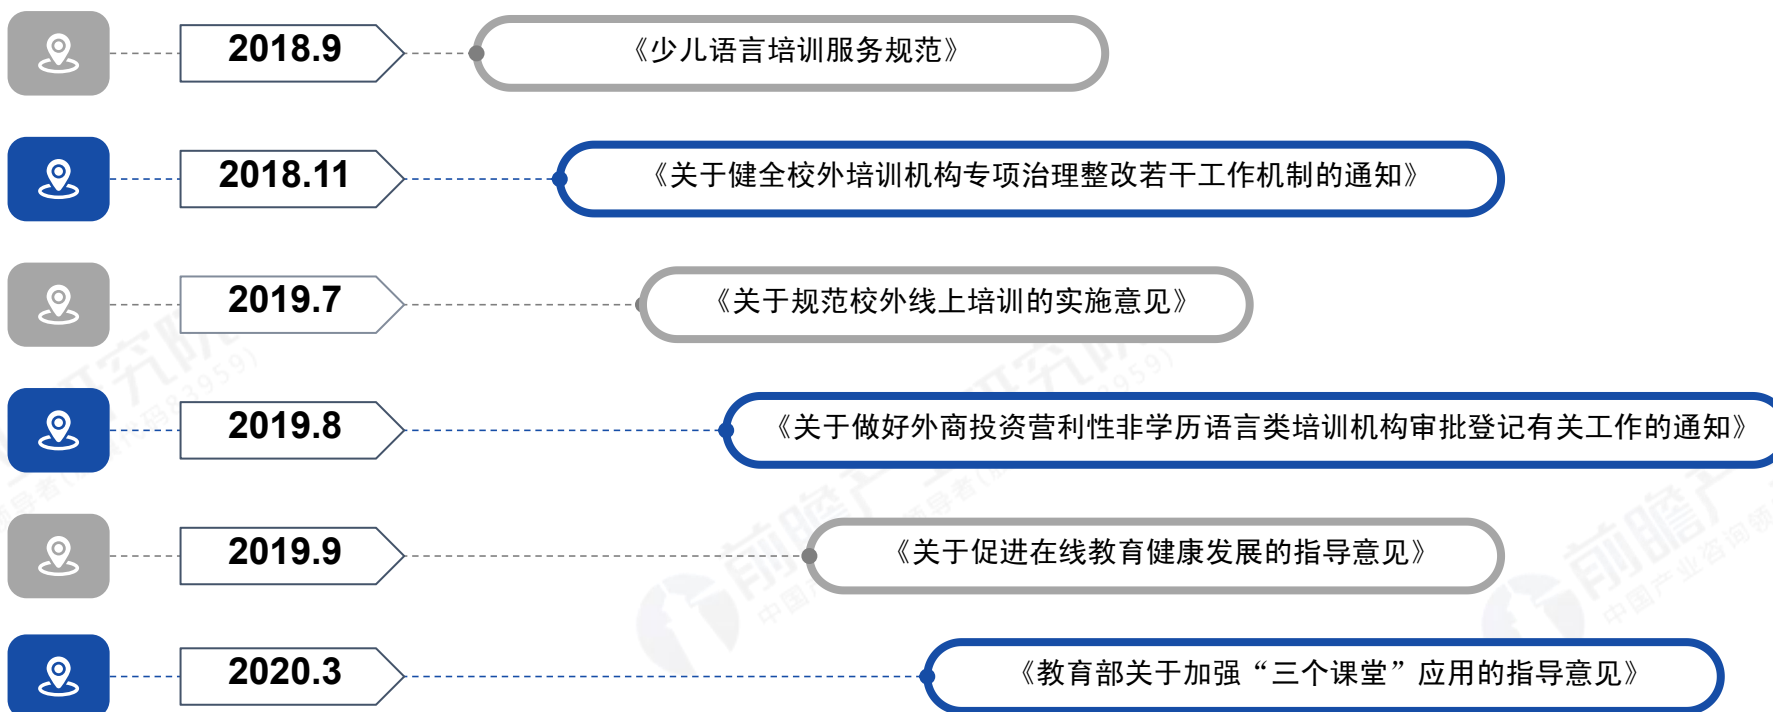 2018.9
《少儿语言培训服务规范》
2018.11
《关于健全校外培训机构专项治理整改若干工作机制的通知》
2019.7
《关于规范校外线上培训的实施意见》
2019.8
《关于做好外商投资营利性非学历语言类培训机构审批登记有关工作的通知》
2019.9
《关于促进在线教育健康发展的指导意见》
2020.3
《教育部关于加强“三个课堂”应用的指导意见》